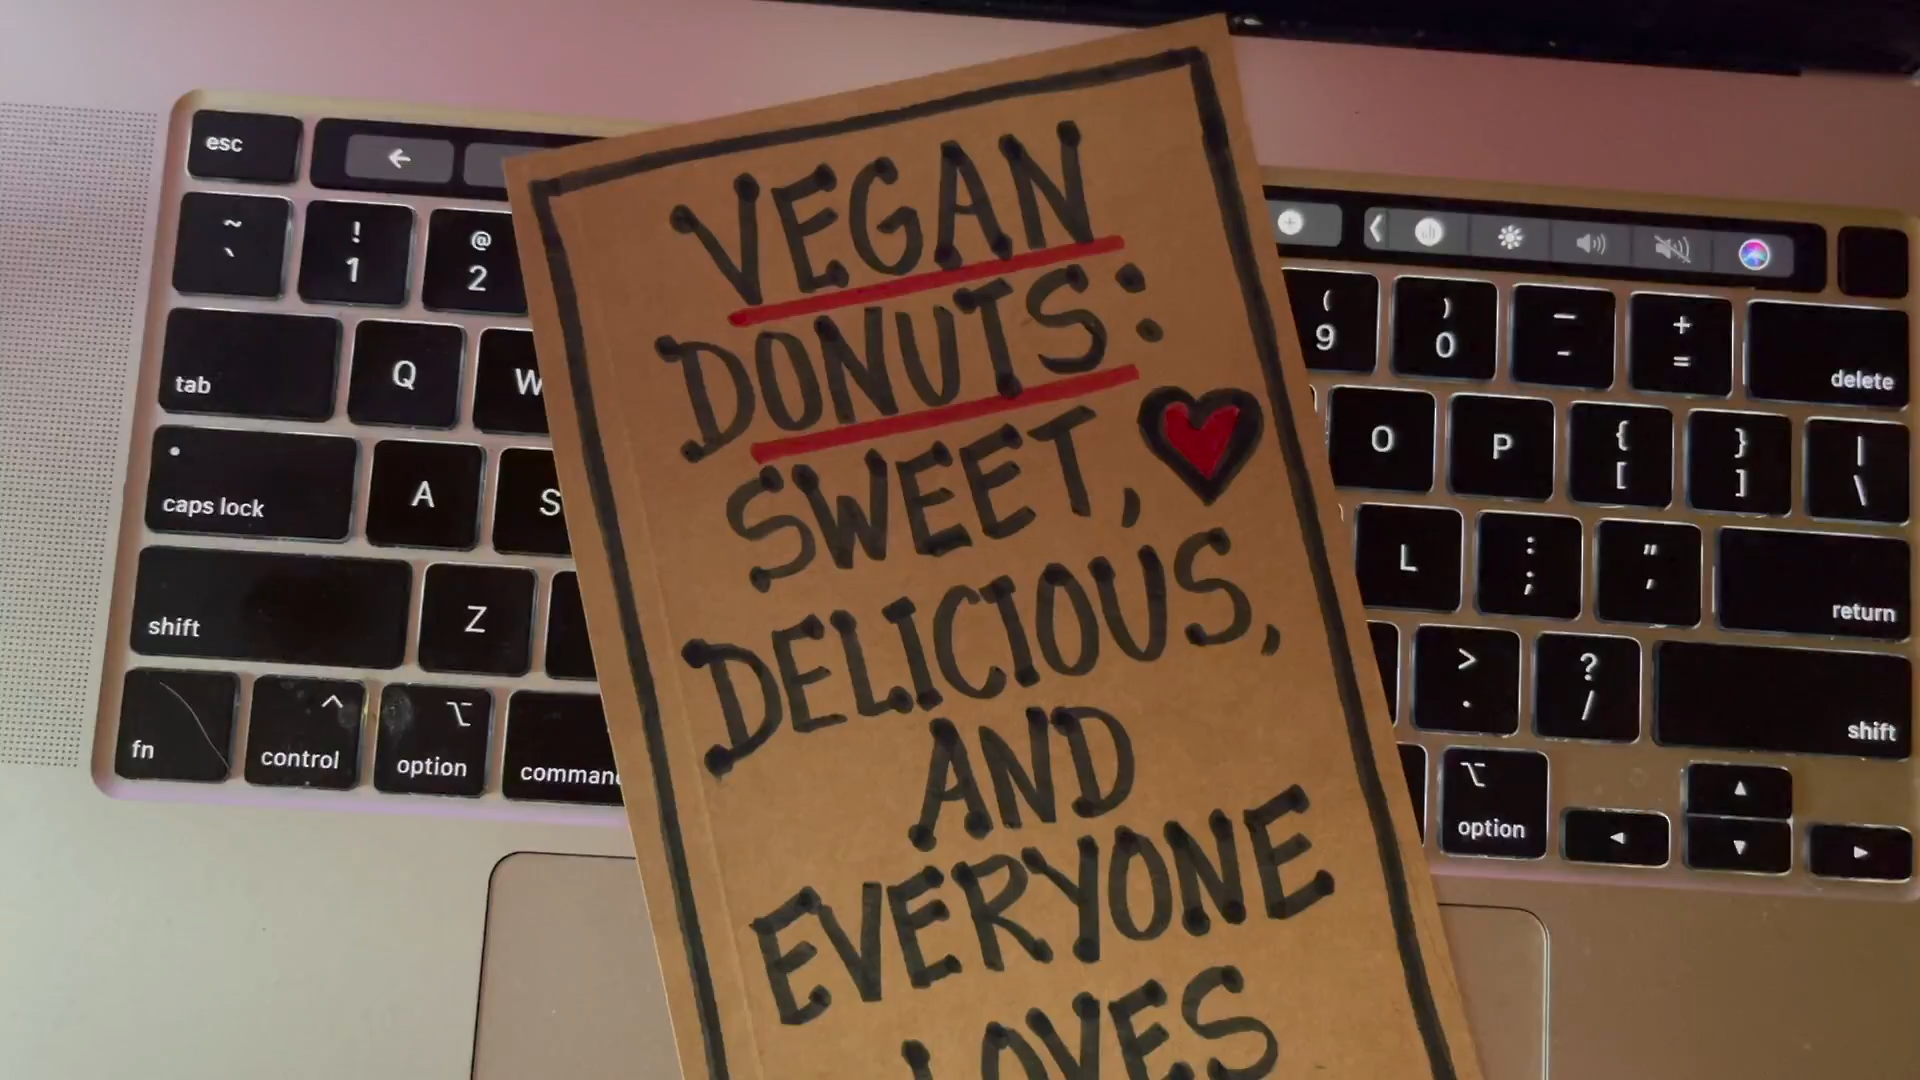 VEGAN
DONUTS:
SWEET,
DELICIOUS,
AND
EVERYONE
LOVES
esc
~ ! @ ( ) _ +
` 1 2 9 0 - = delete
tab Q W O P { } |
[ ] \
caps lock A S L : "
; ' return
shift Z > ?
. / shift
fn control option command option